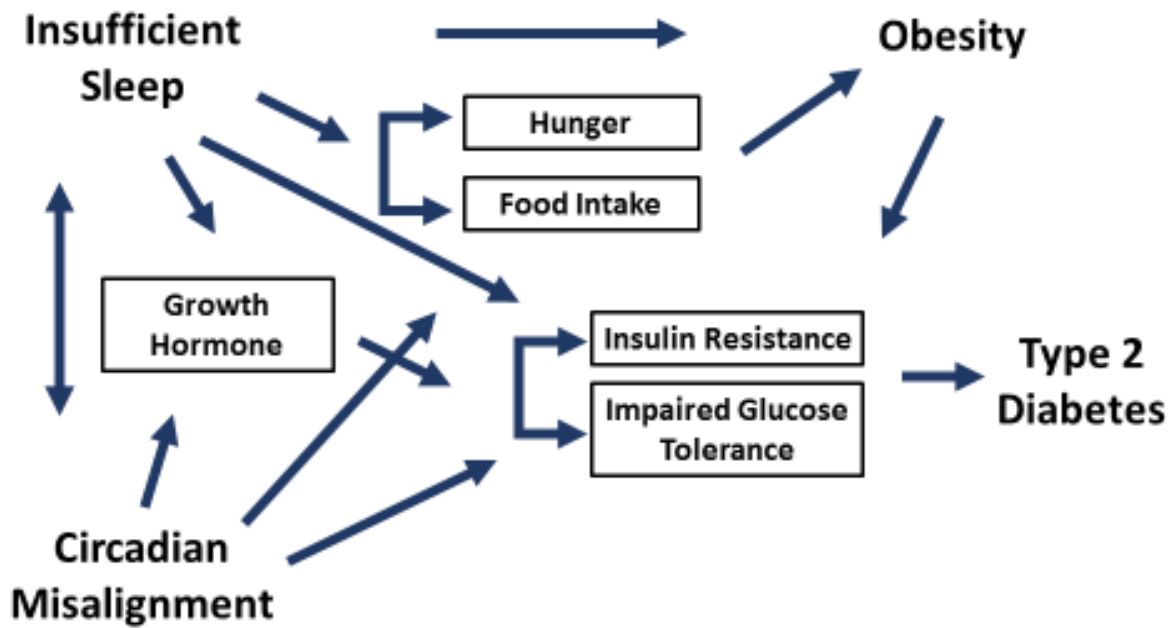 Insufficient
Sleep
Obesity
Hunger
Food Intake
Growth
Hormone
Insulin Resistance
Impaired Glucose
Tolerance
Type 2
Diabetes
Circadian
Misalignment